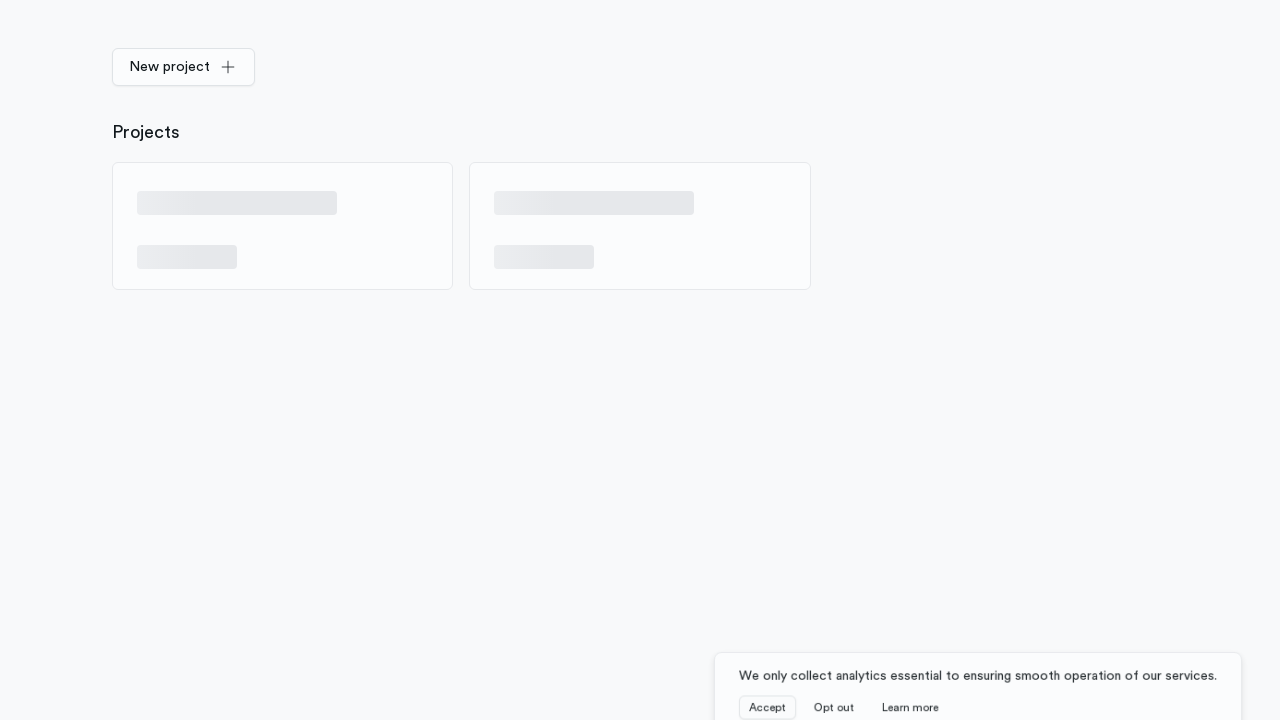 New project
Projects
We only collect analytics essential to ensuring smooth operation of our services.
Accept Opt out Learn more